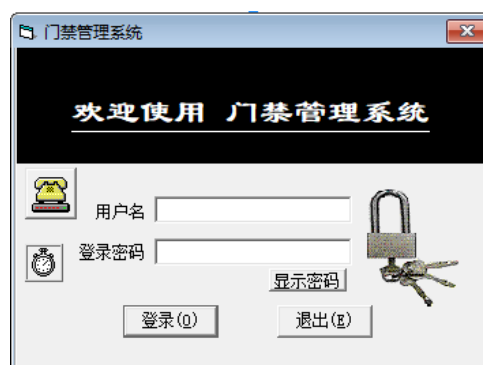 门禁管理系统
欢迎使用 门禁管理系统
用户名
登录密码
显示密码
登录(O) 退出(E)